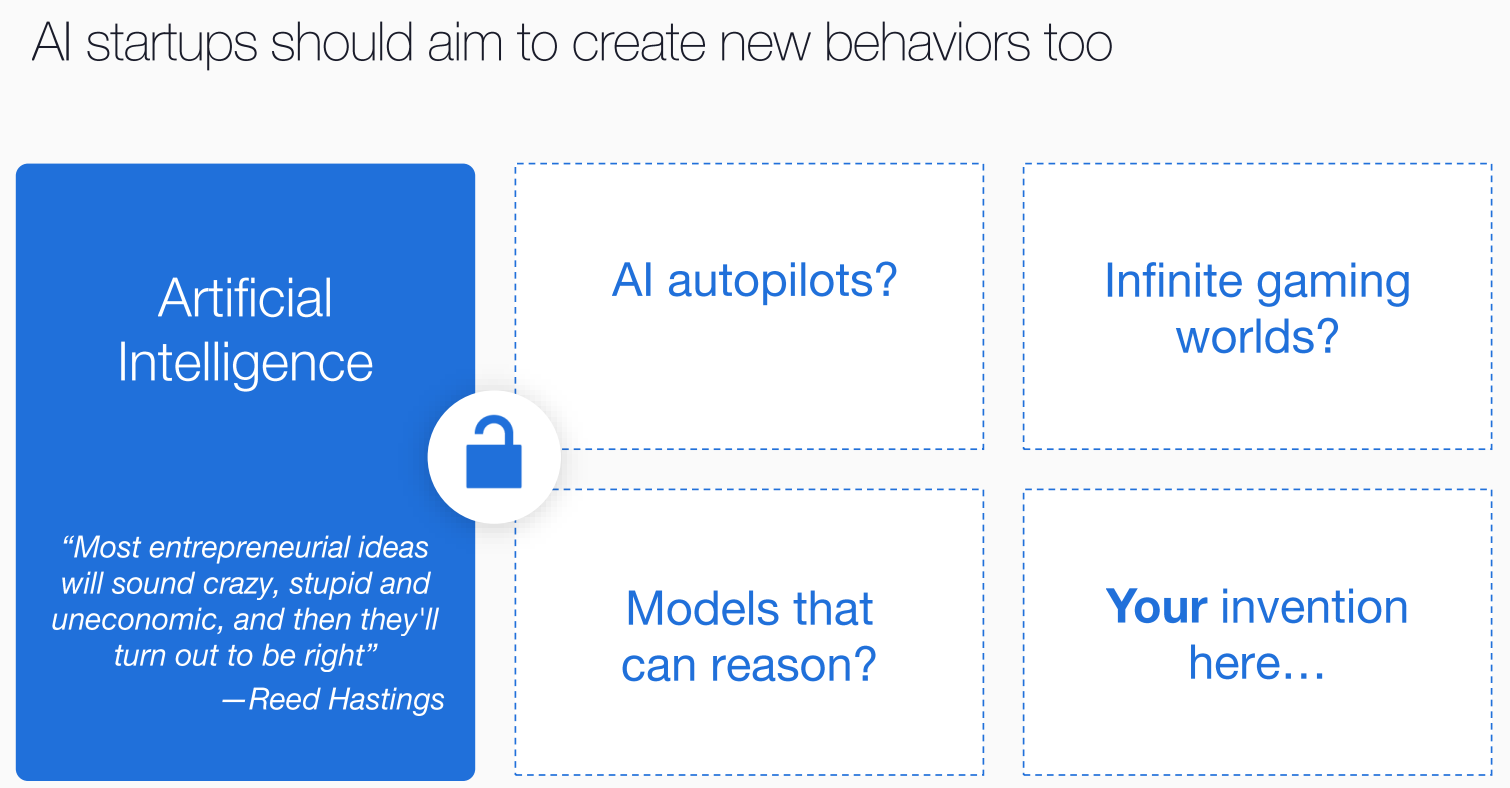 AI startups should aim to create new behaviors too
Artificial
Intelligence
“Most entrepreneurial ideas
will sound crazy, stupid and
uneconomic, and then they'll
turn out to be right”
—Reed Hastings
AI autopilots?
Infinite gaming
worlds?
Models that
can reason?
Your invention
here…